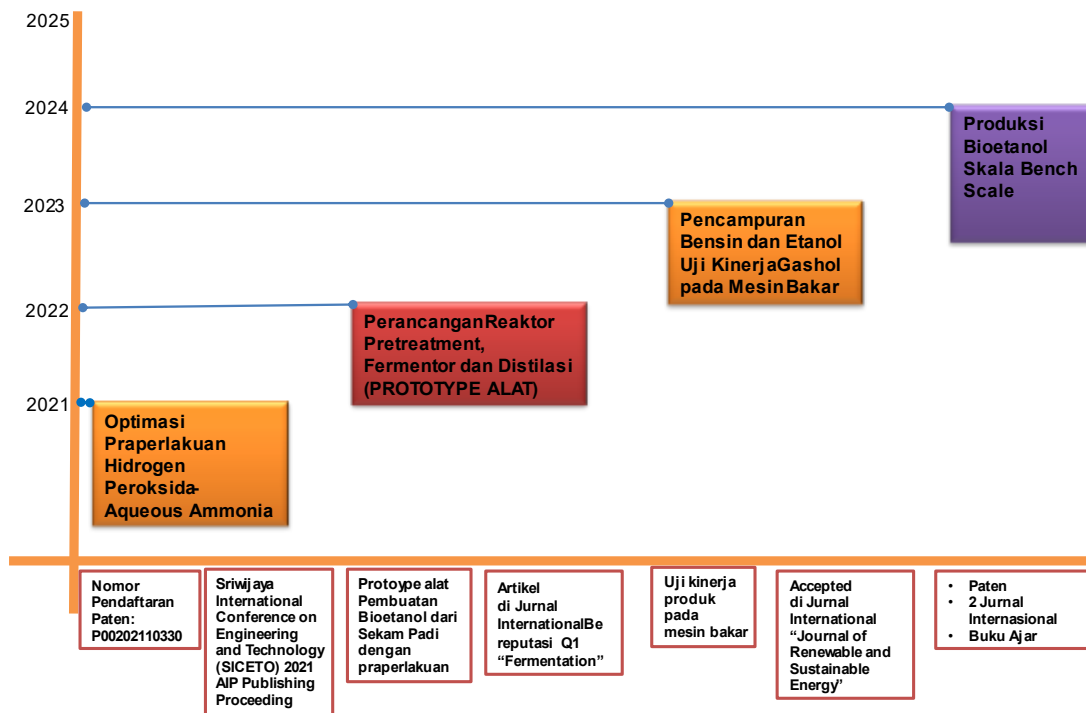 2025
2024
Produksi
Bioetanol
Skala Bench
Scale
2023
Pencampuran
Bensin dan Etanol
Uji KinerjaGashol
pada Mesin Bakar
2022
PerancanganReaktor
Pretreatment,
Fermentor dan Distilasi
(PROTOTYPE ALAT)
2021
Optimasi
Praperlakuan
Hidrogen
Peroksida-
Aqueous Ammonia
Nomor
Pendaftaran
Paten:
P00202110330
Sriwijaya
International
Conference on
Engineering
and Technology
(SICETO) 2021
AIP Publishing
Proceeding
Protoype alat
Pembuatan
Bioetanol dari
Sekam Padi
dengan
praperlakuan
Artikel
di Jurnal
InternationalBe
reputasi Q1
“Fermentation”
Uji kinerja
produk
pada
mesin bakar
Accepted
di Jurnal
International
“Journal of
Renewable and
Sustainable
Energy”
• Paten
• 2 Jurnal
Internasional
• Buku Ajar